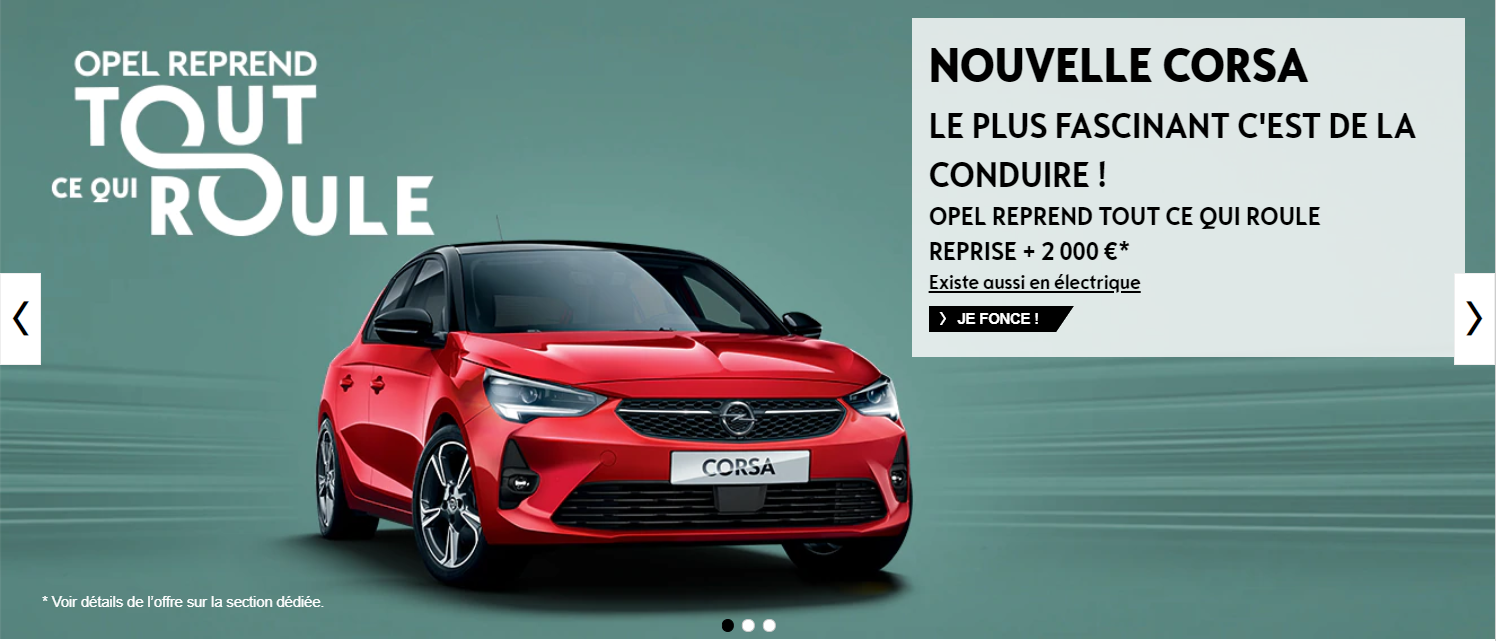 OPEL REPREND
TOUT
CE QUI ROULE
NOUVELLE CORSA
LE PLUS FASCINANT C'EST DE LA
CONDUIRE !
OPEL REPREND TOUT CE QUI ROULE
REPRISE + 2 000 €*
Existe aussi en électrique
JE FONCE !
CORSA
* Voir détails de l'offre sur la section dédiée.